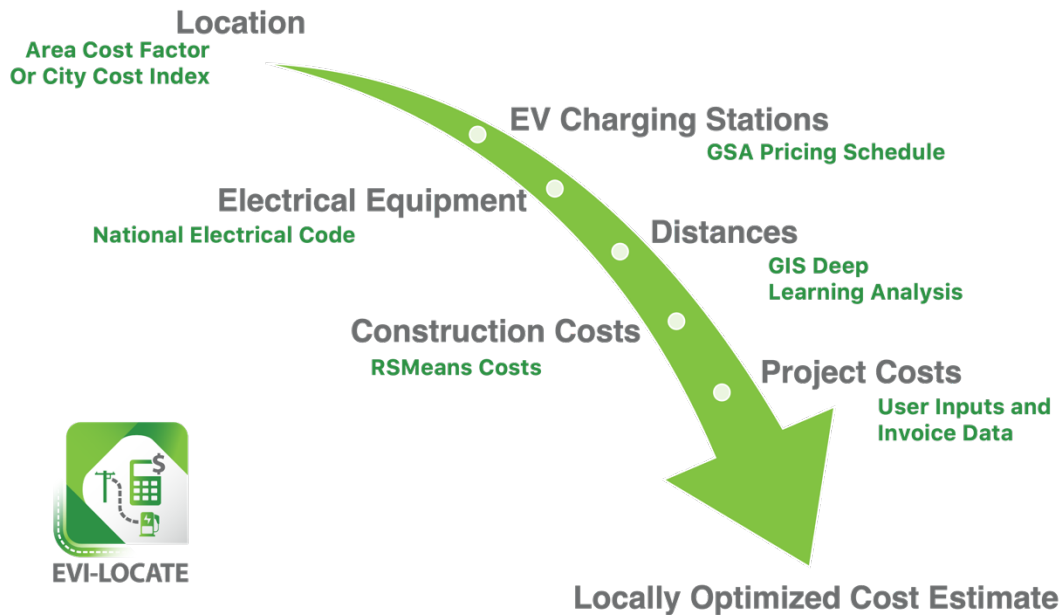 Location
Area Cost Factor
Or City Cost Index
EV Charging Stations
GSA Pricing Schedule
Electrical Equipment
National Electrical Code
Distances
GIS Deep
Learning Analysis
Construction Costs
RSMeans Costs
Project Costs
User Inputs and
Invoice Data
$
EVI-LOCATE
Locally Optimized Cost Estimate